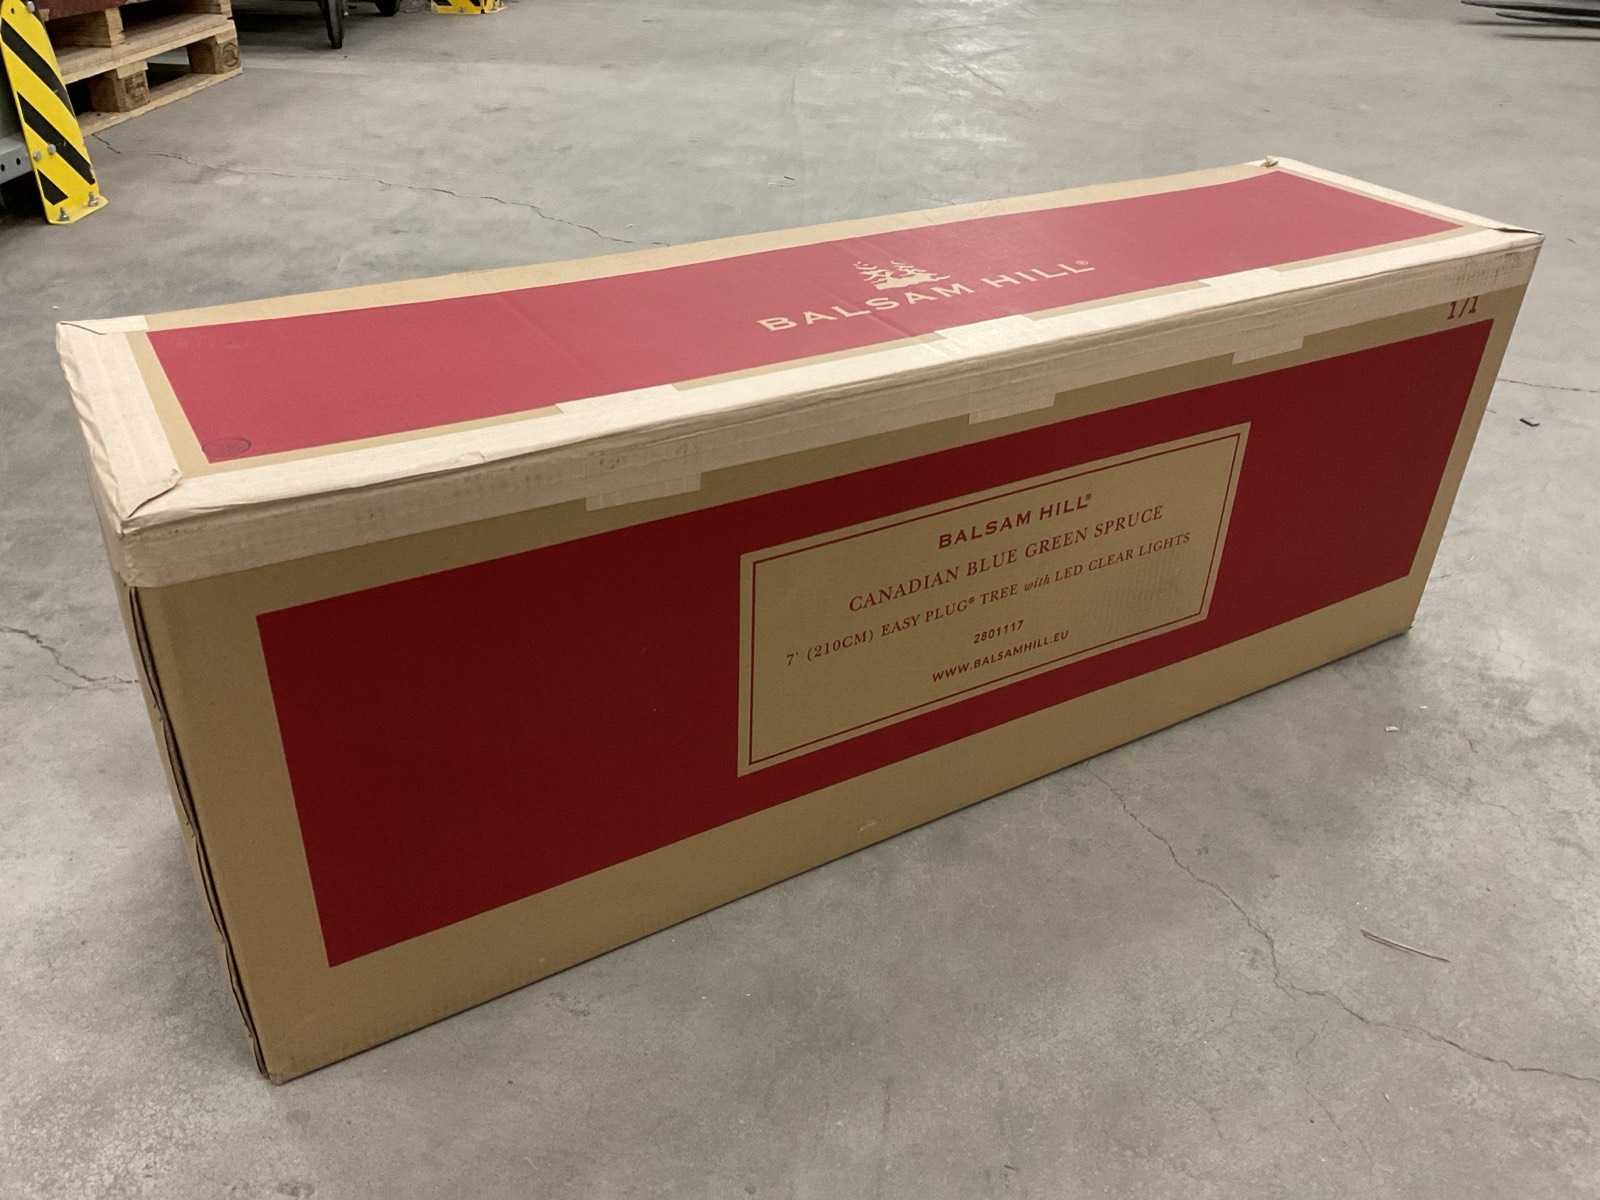 BALSAM HILL®
1/1
BALSAM HILL®
CANADIAN BLUE GREEN SPRUCE
7' (210CM) EASY PLUG® TREE with LED CLEAR LIGHTS
2801117
WWW.BALSAMHILL.EU